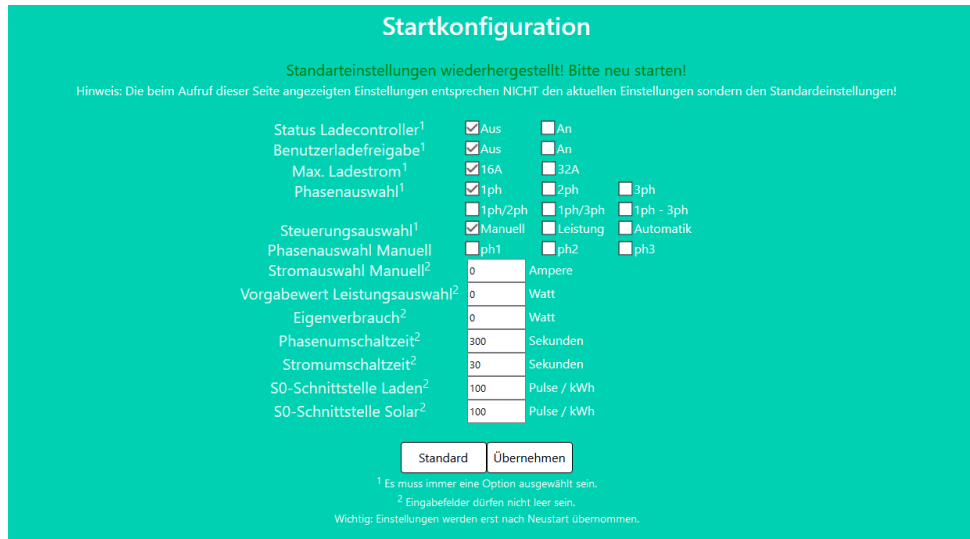 Startkonfiguration
Standarteinstellungen wiederhergestellt! Bitte neu starten!
Hinweis: Die beim Aufruf dieser Seite angezeigten Einstellungen entsprechen NICHT den aktuellen Einstellungen sondern den Standardeinstellungen!
Status Ladecontroller¹ Aus An
Benutzerladefreigabe¹ Aus An
Max. Ladestrom¹ 16A 32A
Phasenauswahl¹ 1ph 2ph 3ph
1ph/2ph 1ph/3ph 1ph - 3ph
Steuerungsauswahl¹ Manuell Leistung Automatik
Phasenauswahl Manuell ph1 ph2 ph3
Stromauswahl Manuell² 0 Ampere
Vorgabewert Leistungsauswahl² 0 Watt
Eigenverbrauch² 0 Watt
Phasenumschaltzeit² 300 Sekunden
Stromumschaltzeit² 30 Sekunden
S0-Schnittstelle Laden² 100 Pulse / kWh
S0-Schnittstelle Solar² 100 Pulse / kWh
Standard Übernehmen
¹ Es muss immer eine Option ausgewählt sein.
² Eingabefelder dürfen nicht leer sein.
Wichtig: Einstellungen werden erst nach Neustart übernommen.